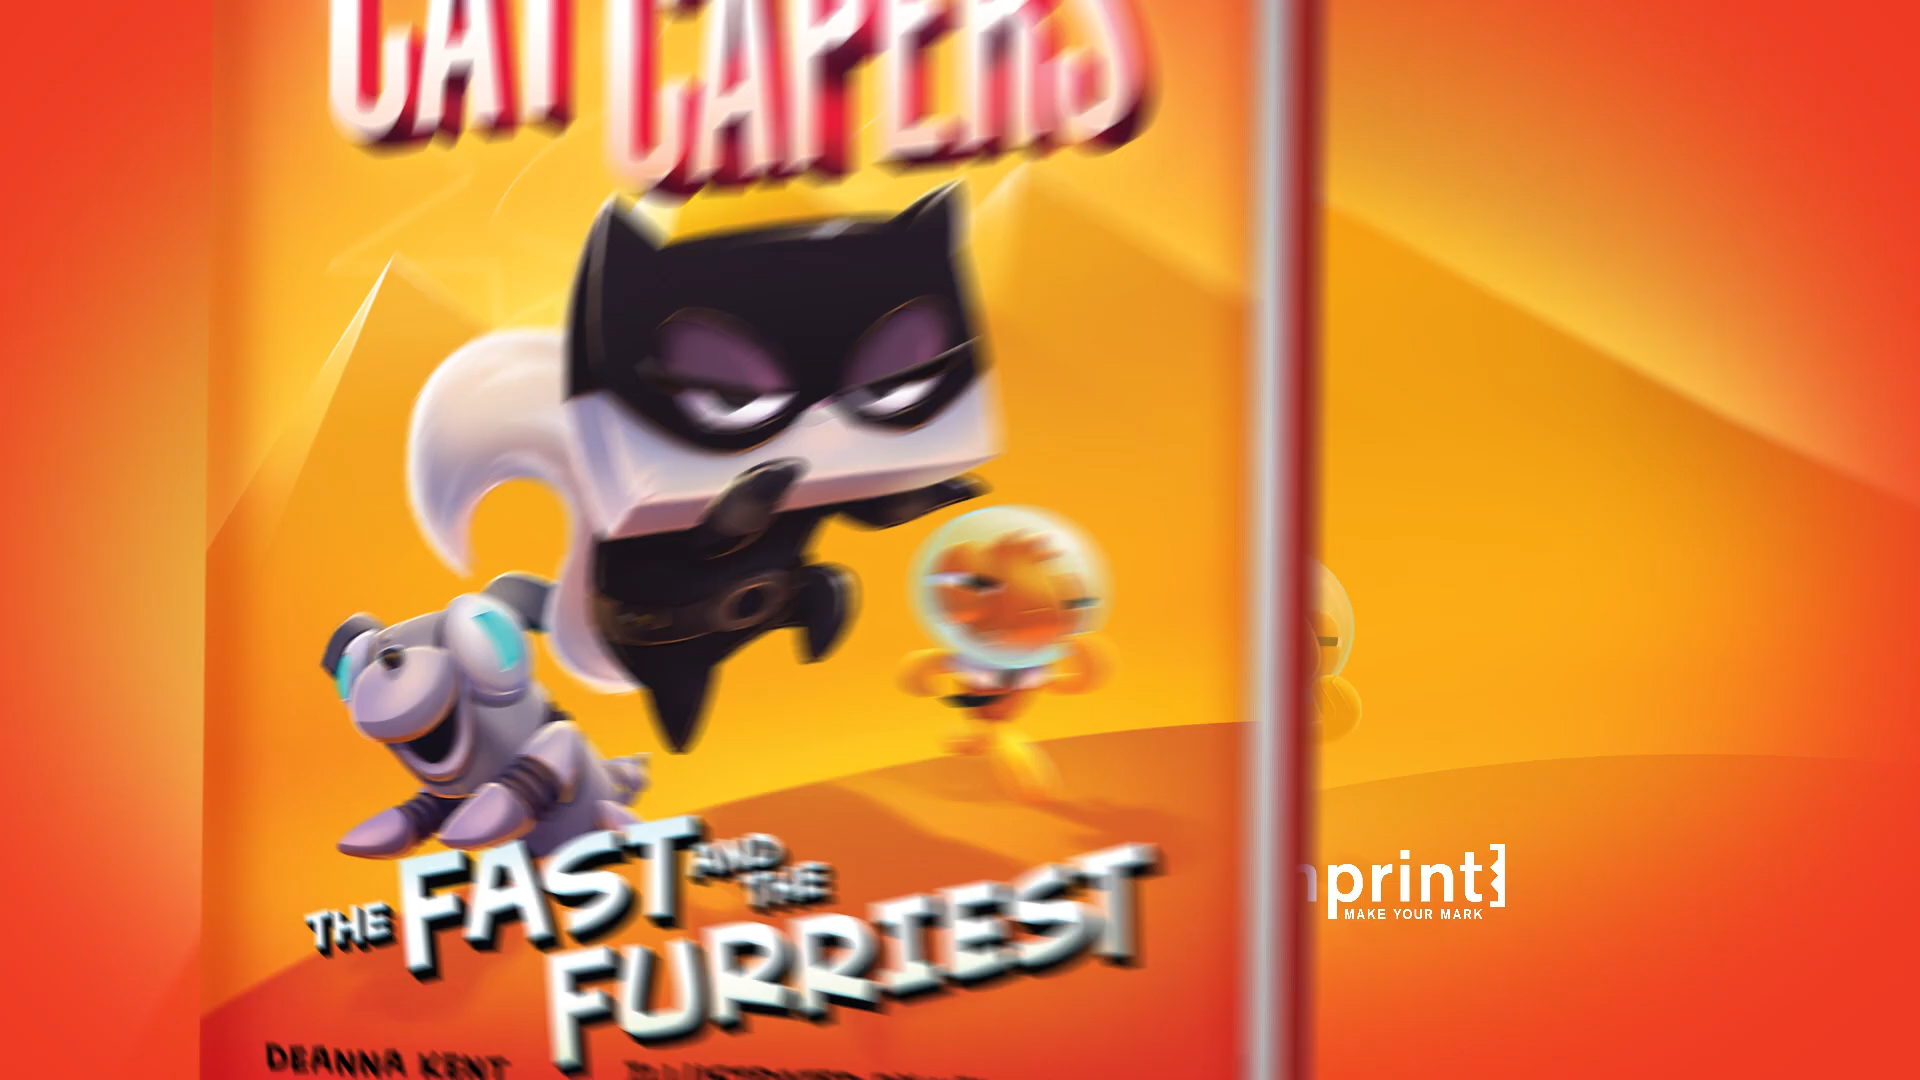 CAT CAPERS
THE FAST AND THE
FURRIEST
DEANNA KENT
print]
MAKE YOUR MARK